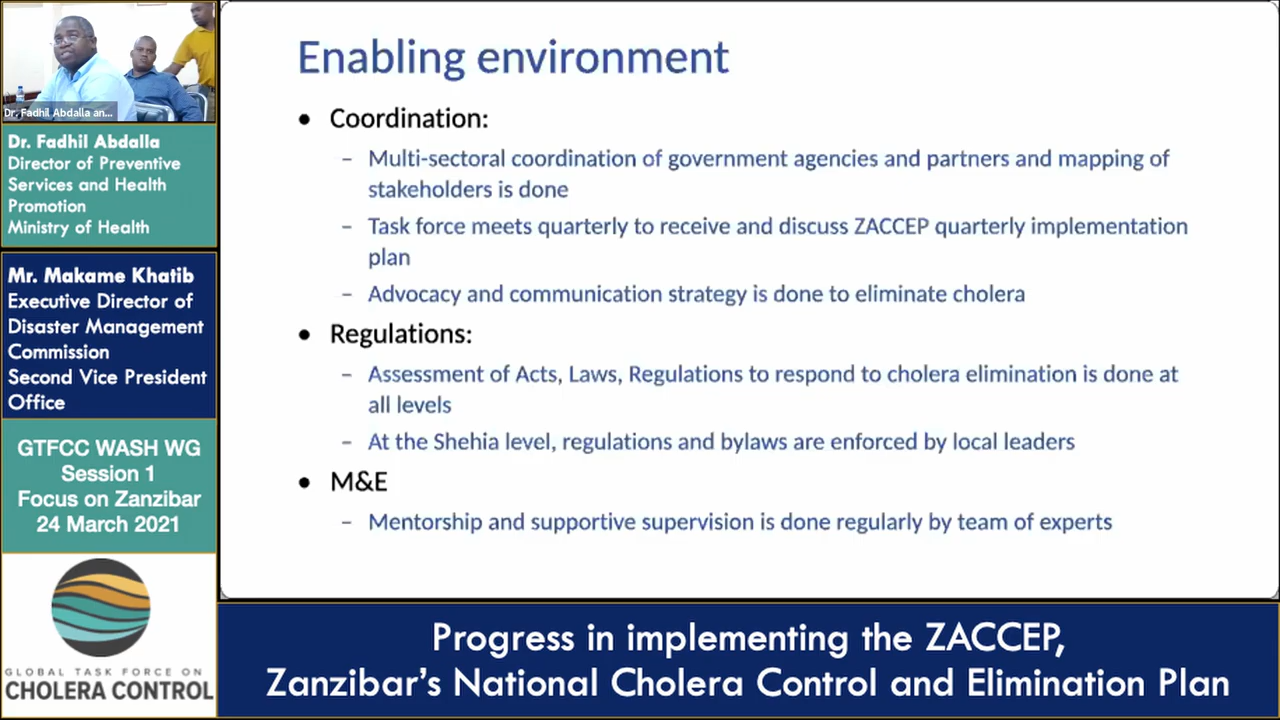 Dr. Fadhil Abdalla an...
Dr. Fadhil Abdalla
Director of Preventive
Services and Health
Promotion
Ministry of Health
Mr. Makame Khatib
Executive Director of
Disaster Management
Commission
Second Vice President
Office
GTFCC WASH WG
Session 1
Focus on Zanzibar
24 March 2021
GLOBAL TASK FORCE ON
CHOLERA CONTROL
Enabling environment
• Coordination:
– Multi-sectoral coordination of government agencies and partners and mapping of
stakeholders is done
– Task force meets quarterly to receive and discuss ZACCEP quarterly implementation
plan
– Advocacy and communication strategy is done to eliminate cholera
• Regulations:
– Assessment of Acts, Laws, Regulations to respond to cholera elimination is done at
all levels
– At the Shehia level, regulations and bylaws are enforced by local leaders
• M&E
– Mentorship and supportive supervision is done regularly by team of experts
Progress in implementing the ZACCEP,
Zanzibar's National Cholera Control and Elimination Plan